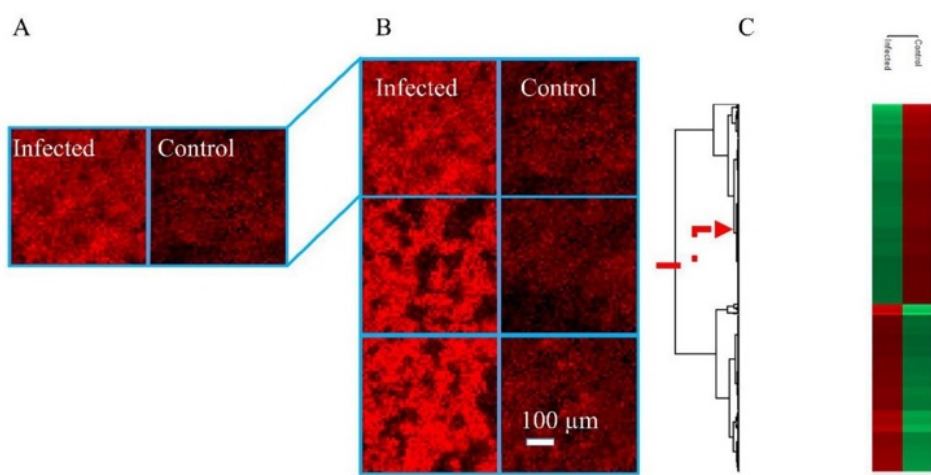 A
B
C
Infected
Control
Infected
Control
100 µm
Infected
Control